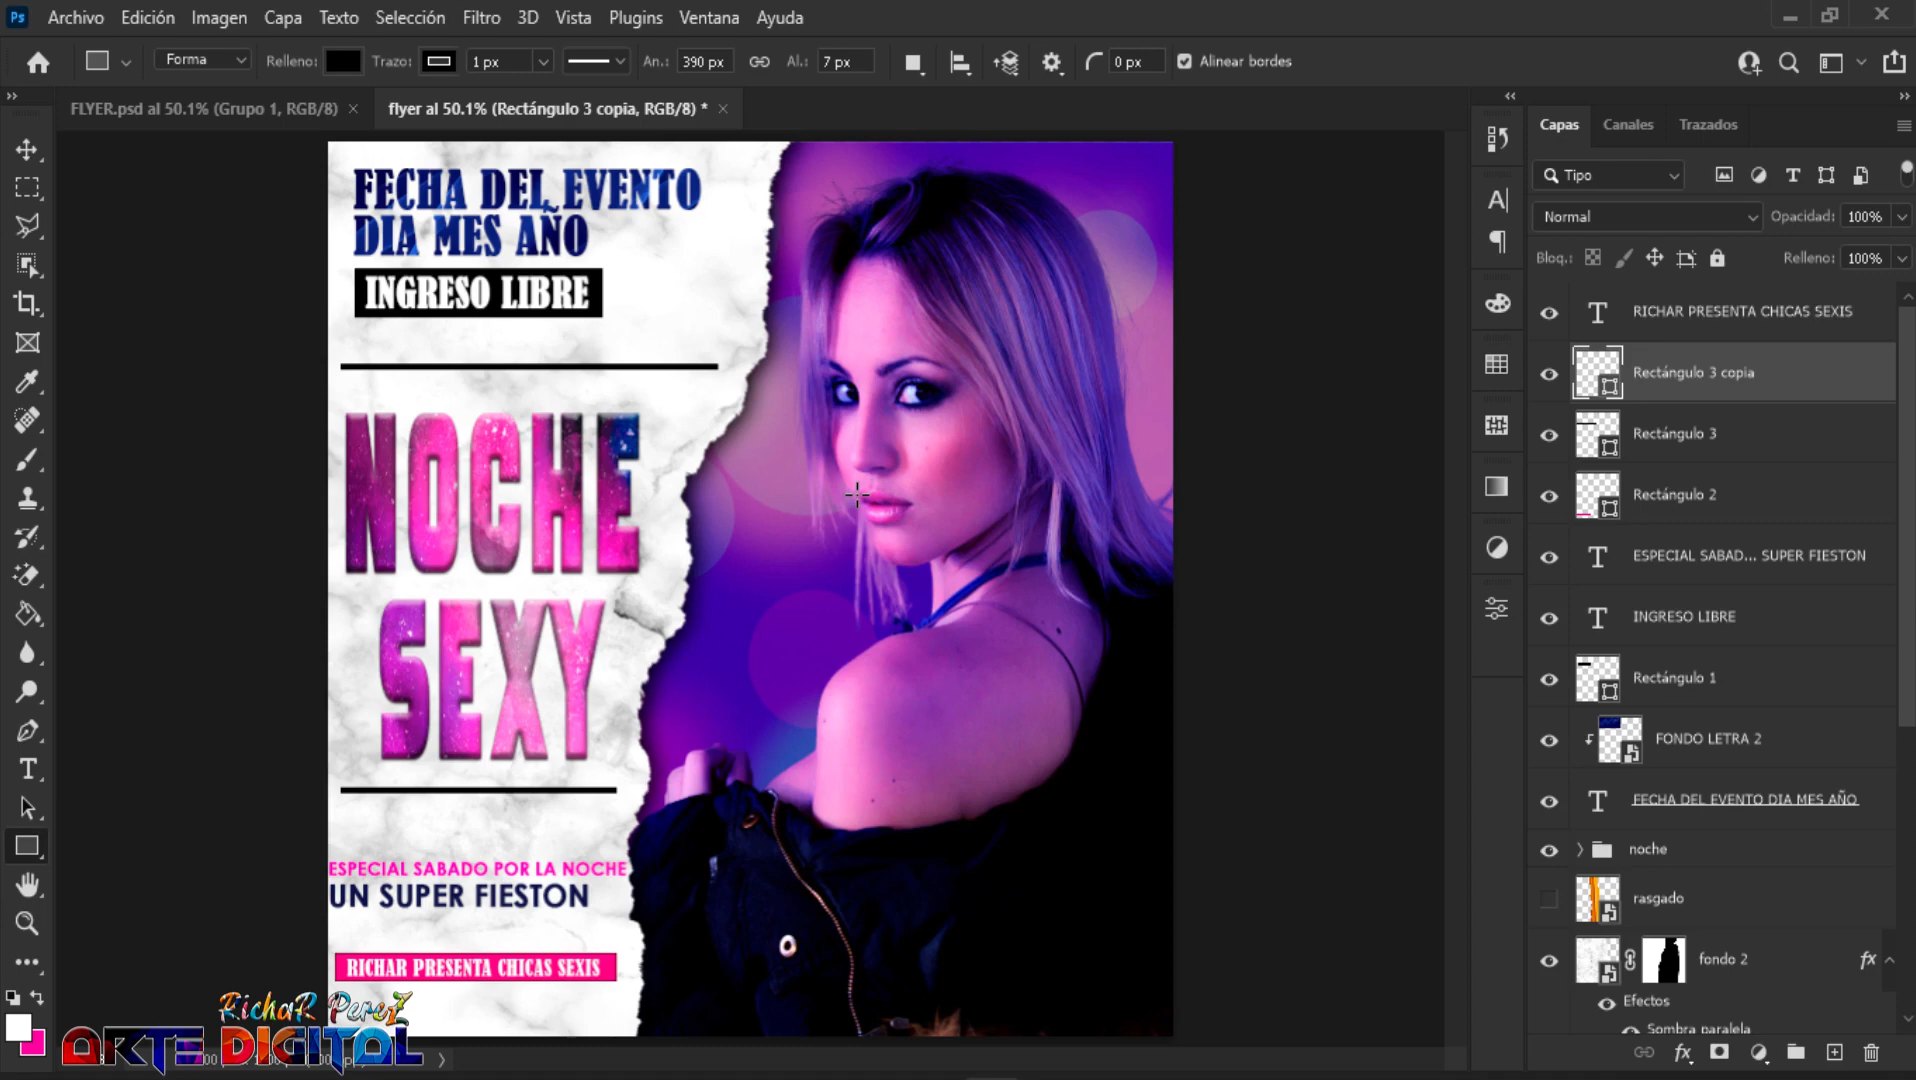 Ps Archivo Edición Imagen Capa Texto Selección Filtro 3D Vista Plugins Ventana Ayuda
Forma Relleno: Trazo: 1 px An.: 390 px Al.: 7 px 0 px Alinear bordes
FLYER.psd al 50.1% (Grupo 1, RGB/8) × flyer al 50.1% (Rectángulo 3 copia, RGB/8) * ×
Capas Canales Trazados
Tipo
Normal Opacidad: 100%
Bloq.: Relleno: 100%
RICHAR PRESENTA CHICAS SEXIS
Rectángulo 3 copia
Rectángulo 3
Rectángulo 2
ESPECIAL SABAD... SUPER FIESTON
INGRESO LIBRE
Rectángulo 1
FONDO LETRA 2
FECHA DEL EVENTO DIA MES AÑO
noche
rasgado
fondo 2 fx
Efectos
Sombra paralela
FECHA DEL EVENTO
DIA MES AÑO
INGRESO LIBRE
NOCHE
SEXY
ESPECIAL SABADO POR LA NOCHE
UN SUPER FIESTON
RICHAR PRESENTA CHICAS SEXIS
RichaR PereZ
ARTE DIGITAL